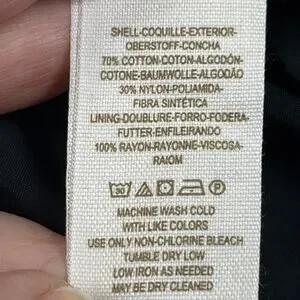 SHELL-COQUILLE-EXTERIOR-
OBERSTOFF-CONCHA
70% COTTON-COTON-ALGODÓN-
COTONE-BAUMWOLLE-ALGODÃO
30% NYLON-POLIAMIDA-
FIBRA SINTÉTICA
LINING-DOUBLURE-FORRO-FODERA-
FUTTER-ENFILEIRANDO
100% RAYON-RAYONNE-VISCOSA-
RAIOM
30 P
MACHINE WASH COLD
WITH LIKE COLORS
USE ONLY NON-CHLORINE BLEACH
TUMBLE DRY LOW
LOW IRON AS NEEDED
MAY BE DRY CLEANED